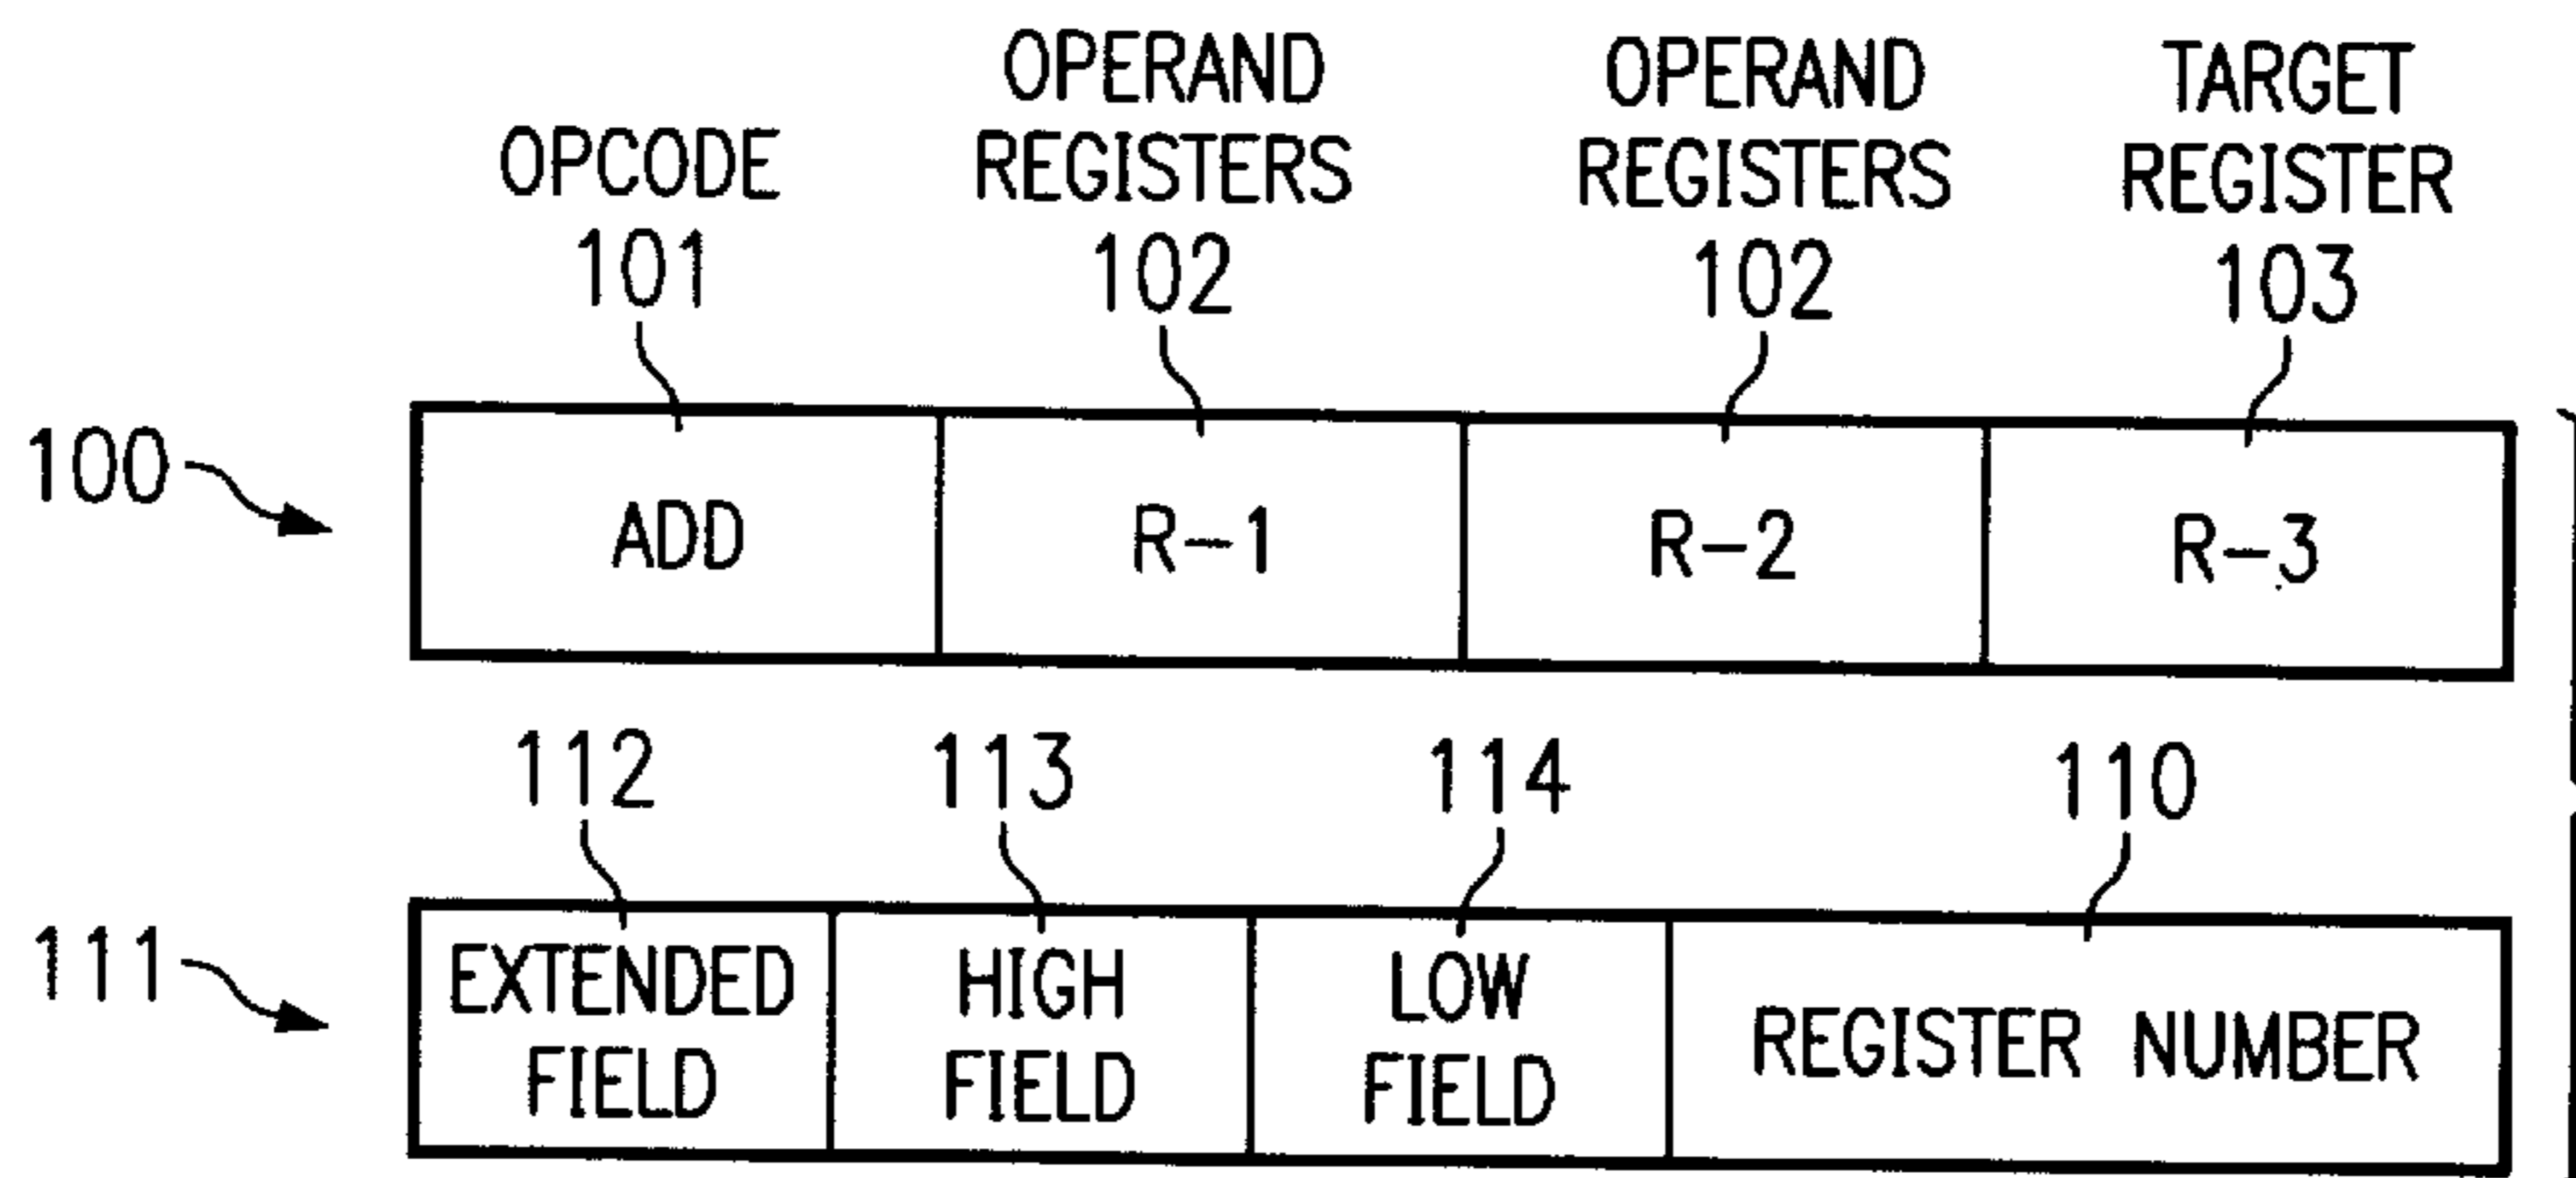 OPCODE
101
OPERAND
REGISTERS
102
OPERAND
REGISTERS
102
TARGET
REGISTER
103
100
ADD
R-1
R-2
R-3
112
113
114
110
111
EXTENDED
FIELD
HIGH
FIELD
LOW
FIELD
REGISTER NUMBER